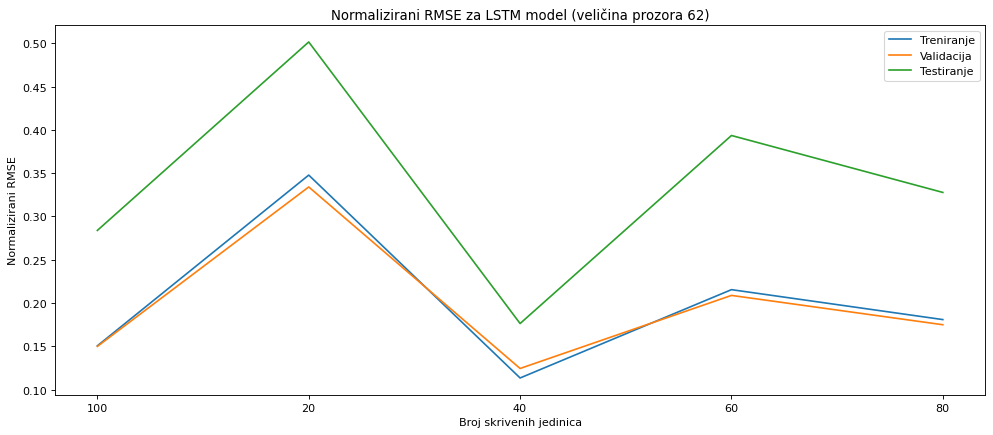 Normalizirani RMSE za LSTM model (veličina prozora 62)
Treniranje
Validacija
Testiranje
Normalizirani RMSE
0.50
0.45
0.40
0.35
0.30
0.25
0.20
0.15
0.10
100 20 40 60 80
Broj skrivenih jedinica